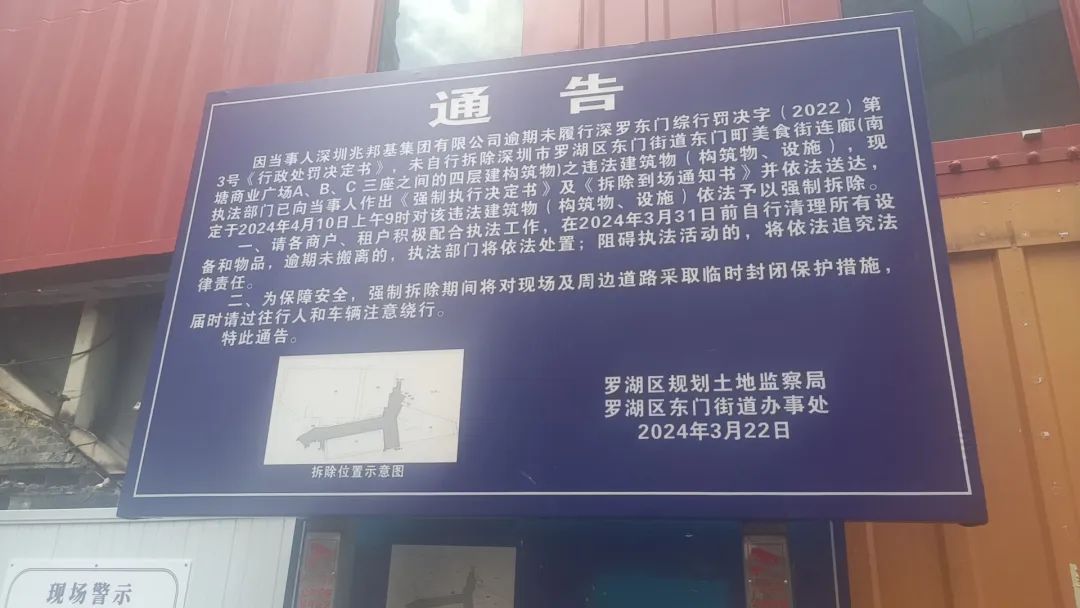 通 告
因当事人深圳兆邦基集团有限公司逾期未履行深罗东门综行罚决字（2022）第
3号《行政处罚决定书》，未自行拆除深圳市罗湖区东门街道东门町美食街连廊(南
塘商业广场A、B、C 三座之间的四层建构筑物)之违法建筑物（构筑物、设施），现
执法部门已向当事人作出《强制执行决定书》及《拆除到场通知书》并依法送达，
定于2024年4月10日上午9时对该违法建筑物（构筑物、设施）依法予以强制拆除。
一、请各商户、租户积极配合执法工作，在2024年3月31日前自行清理所有设
备和物品，逾期未搬离的，执法部门将依法处置；阻碍执法活动的，将依法追究法
律责任。
二、为保障安全，强制拆除期间将对现场及周边道路采取临时封闭保护措施，
届时请过往行人和车辆注意绕行。
特此通告。
拆除位置示意图
罗湖区规划土地监察局
罗湖区东门街道办事处
2024年3月22日
现场警示